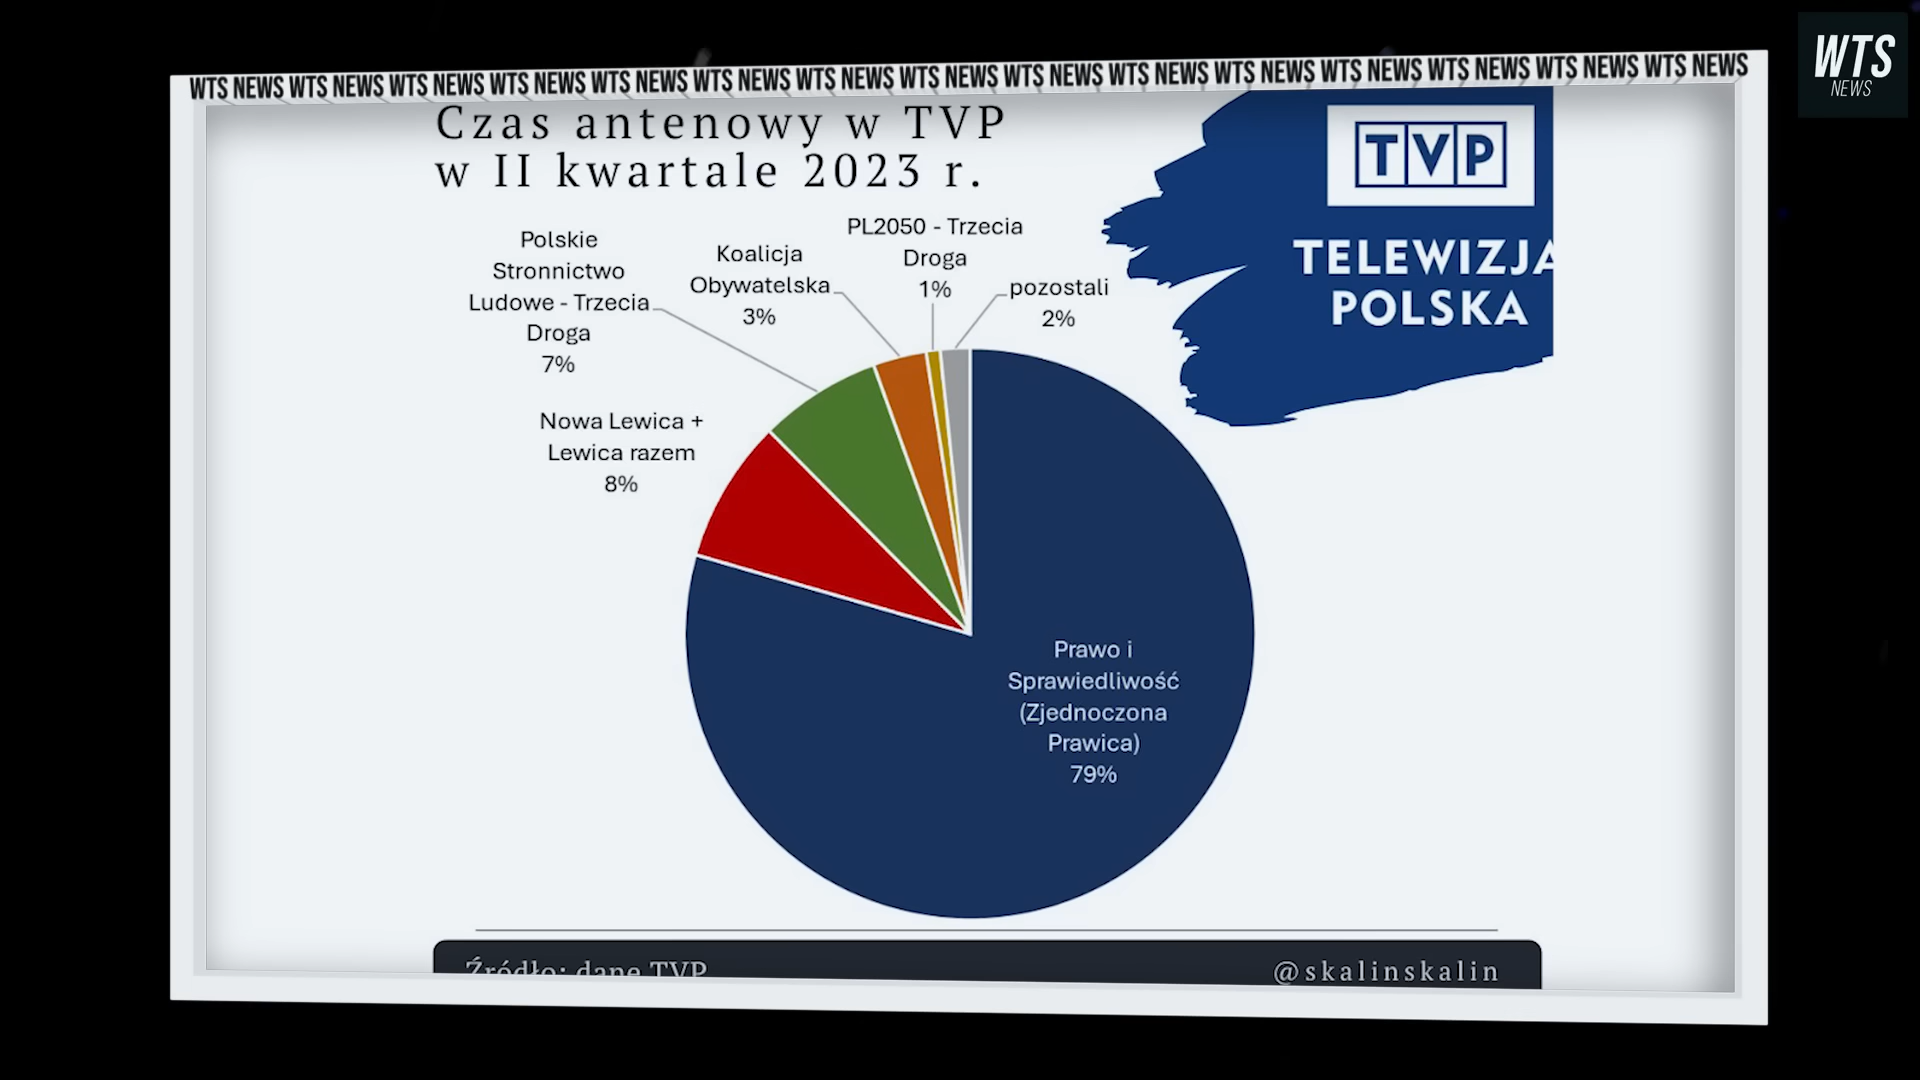 WTS NEWS WTS NEWS WTS NEWS WTS NEWS WTS NEWS WTS NEWS WTS NEWS WTS NEWS WTS NEWS WTS NEWS WTS NEWS WTS NEWS WTS NEWS WTS NEWS WTS NEWS
WTS
NEWS
Czas antenowy w TVP
w II kwartale 2023 r.
TVP
TELEWIZJA
POLSKA
Polskie
Stronnictwo
Ludowe - Trzecia
Droga
7%
Koalicja
Obywatelska
3%
PL2050 - Trzecia
Droga
1%
pozostali
2%
Nowa Lewica +
Lewica razem
8%
Prawo i
Sprawiedliwość
(Zjednoczona
Prawica)
79%
Źródło: dane TVP
@skalinskalin